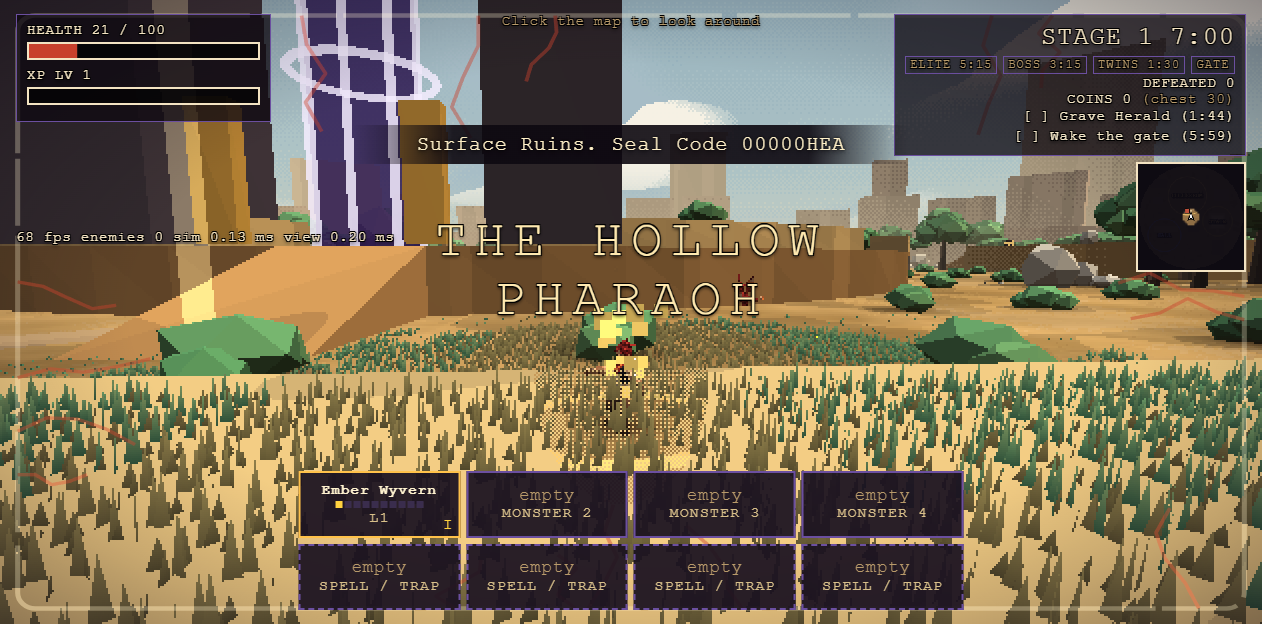 Click the map to look around
HEALTH 21 / 100
XP LV 1
STAGE 1 7:00
ELITE 5:15 BOSS 3:15 TWINS 1:30 GATE
DEFEATED 0
COINS 0 (chest 30)
[ ] Grave Herald (1:44)
[ ] Wake the gate (5:59)
Surface Ruins. Seal Code 00000HEA
68 fps enemies 0 sim 0.13 ms view 0.20 ms
THE HOLLOW
PHARAOH
Ember Wyvern
L1
I
empty
MONSTER 2
empty
MONSTER 3
empty
MONSTER 4
empty
SPELL / TRAP
empty
SPELL / TRAP
empty
SPELL / TRAP
empty
SPELL / TRAP